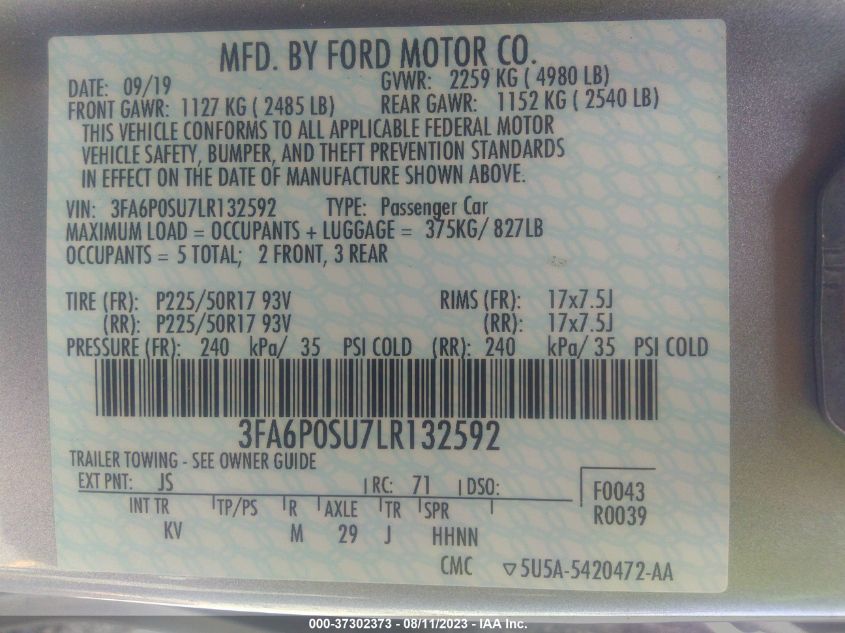 MFD. BY FORD MOTOR CO.
DATE: 09/19 GVWR: 2259 KG ( 4980 LB)
FRONT GAWR: 1127 KG ( 2485 LB) REAR GAWR: 1152 KG ( 2540 LB)
THIS VEHICLE CONFORMS TO ALL APPLICABLE FEDERAL MOTOR
VEHICLE SAFETY, BUMPER, AND THEFT PREVENTION STANDARDS
IN EFFECT ON THE DATE OF MANUFACTURE SHOWN ABOVE.
VIN: 3FA6P0SU7LR132592 TYPE: Passenger Car
MAXIMUM LOAD = OCCUPANTS + LUGGAGE = 375KG/ 827LB
OCCUPANTS = 5 TOTAL; 2 FRONT, 3 REAR
TIRE (FR): P225/50R17 93V RIMS (FR): 17x7.5J
(RR): P225/50R17 93V (RR): 17x7.5J
PRESSURE (FR): 240 kPa/ 35 PSI COLD (RR): 240 kPa/ 35 PSI COLD
3FA6P0SU7LR132592
TRAILER TOWING - SEE OWNER GUIDE
EXT PNT: JS RC: 71 DSO: F0043
R0039
INT TR TP/PS R AXLE TR SPR
KV M 29 J HHNN
CMC ▽5U5A-5420472-AA
000-37302373 - 08/11/2023 - IAA Inc.